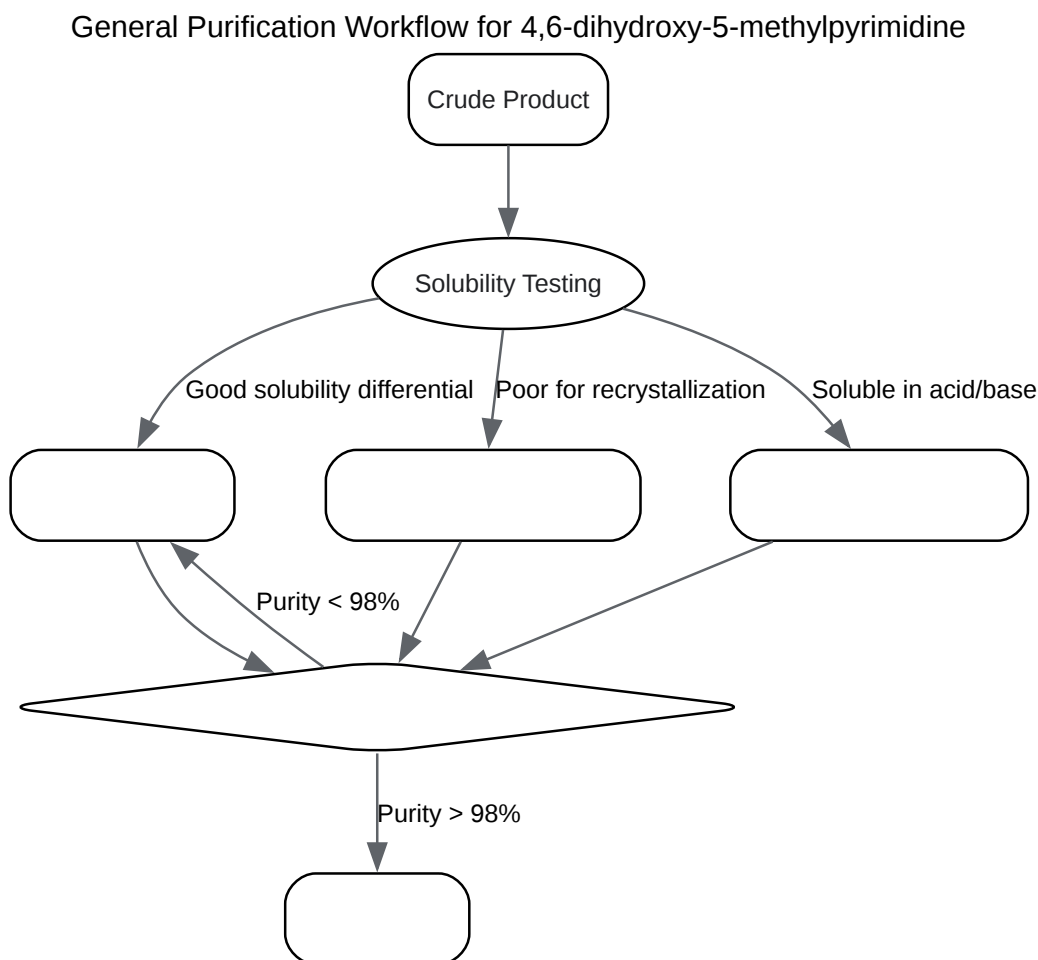 General Purification Workflow for 4,6-dihydroxy-5-methylpyrimidine
Crude Product
Solubility Testing
Good solubility differential
Poor for recrystallization
Soluble in acid/base
Purity < 98%
Purity > 98%